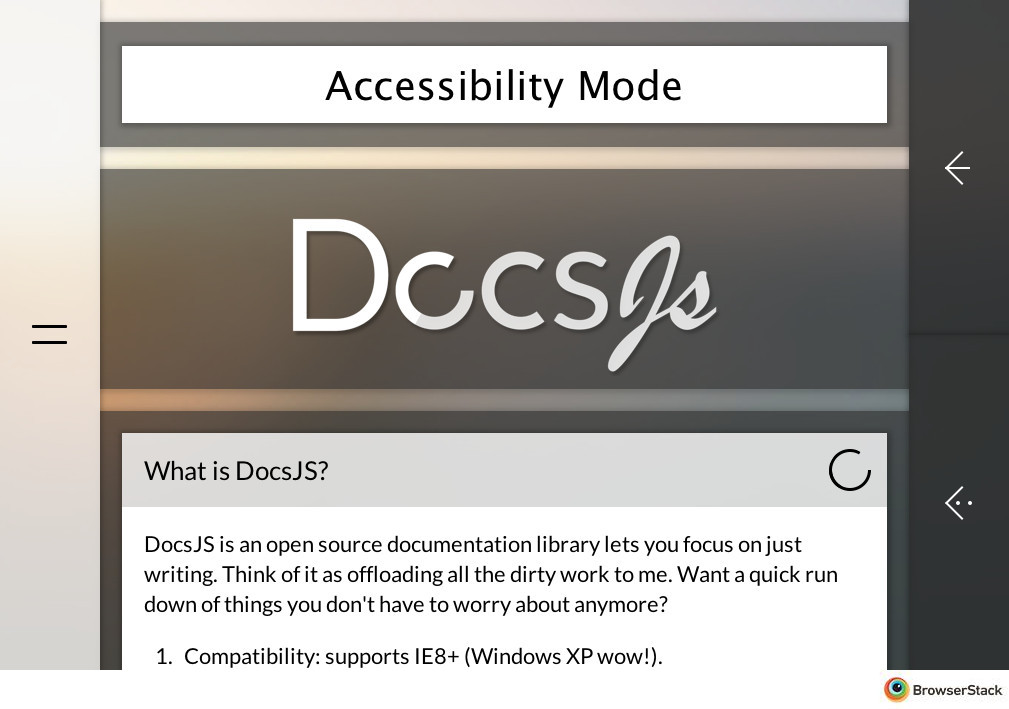 Accessibility Mode
DocsJs
What is DocsJS?
DocsJS is an open source documentation library lets you focus on just
writing. Think of it as offloading all the dirty work to me. Want a quick run
down of things you don't have to worry about anymore?
1. Compatibility: supports IE8+ (Windows XP wow!).
BrowserStack